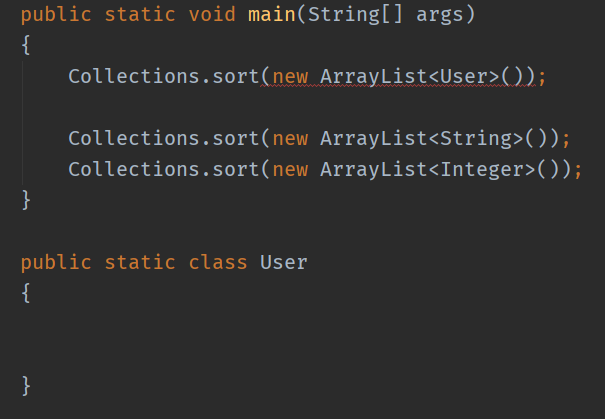 public static void main(String[] args)
{
    Collections.sort(new ArrayList<User>());
    Collections.sort(new ArrayList<String>());
    Collections.sort(new ArrayList<Integer>());
}
public static class User
{
}